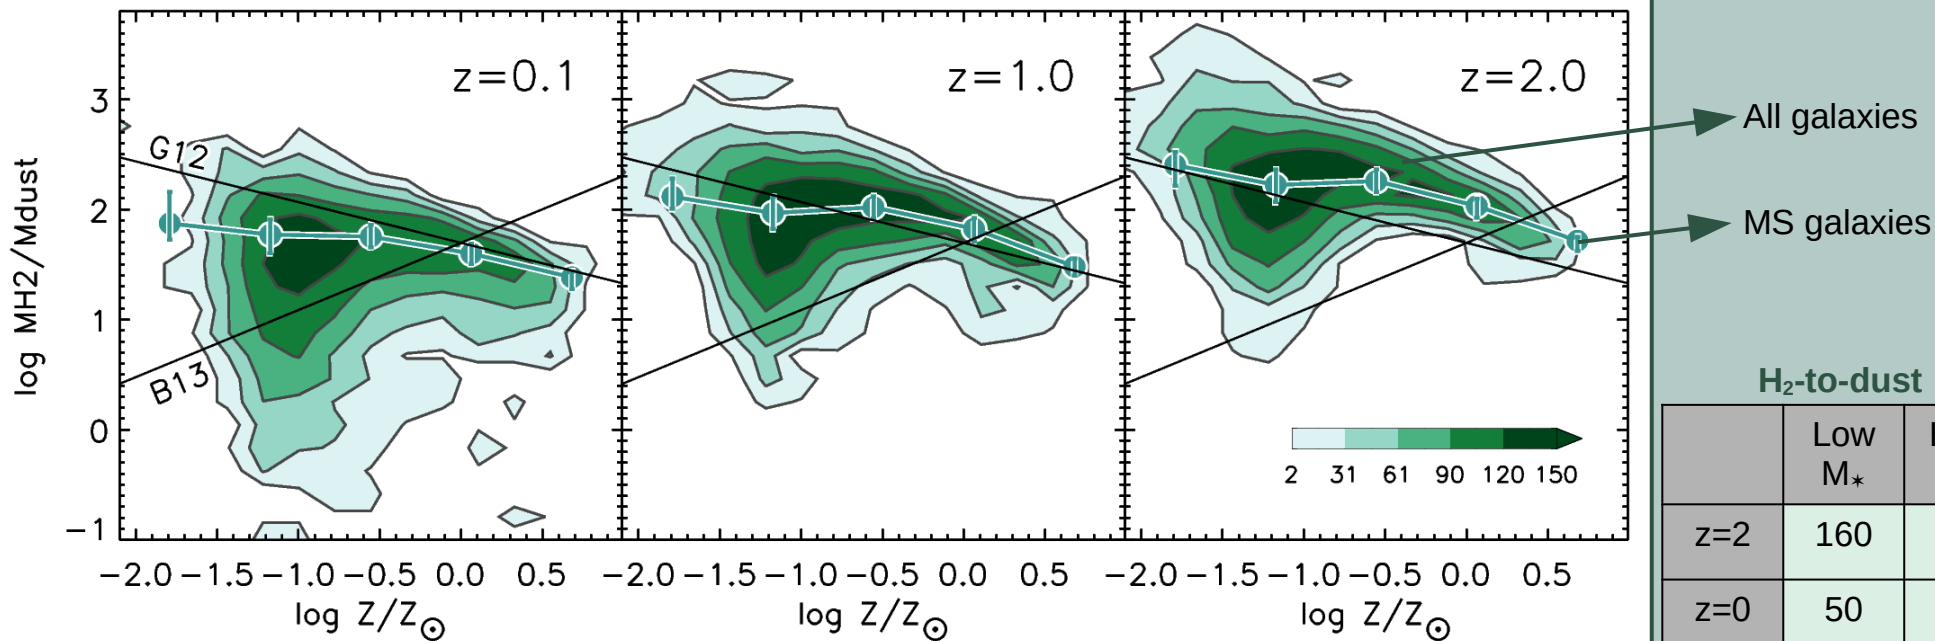 z=0.1
z=1.0
z=2.0
G12
B13
log MH2/Mdust
3
2
1
0
−1
−2.0 −1.5 −1.0 −0.5 0.0 0.5
−2.0 −1.5 −1.0 −0.5 0.0 0.5
−2.0 −1.5 −1.0 −0.5 0.0 0.5
log Z/Z⊙
log Z/Z⊙
log Z/Z⊙
2 31 61 90 120 150
All galaxies
MS galaxies
H₂-to-dust
Low
M✶
z=2 160
z=0 50